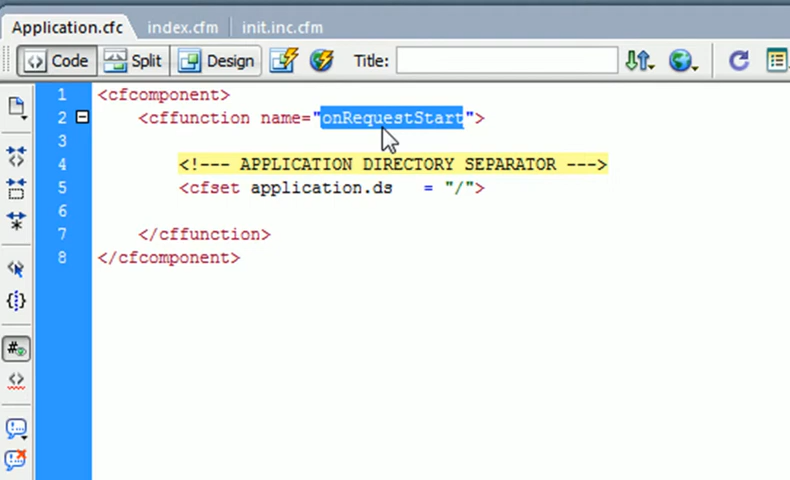 Application.cfc index.cfm init.inc.cfm
Code Split Design Title:
1 <cfcomponent>
2 <cffunction name="onRequestStart">
3
4 <!--- APPLICATION DIRECTORY SEPARATOR --->
5 <cfset application.ds = "/">
6
7 </cffunction>
8 </cfcomponent>